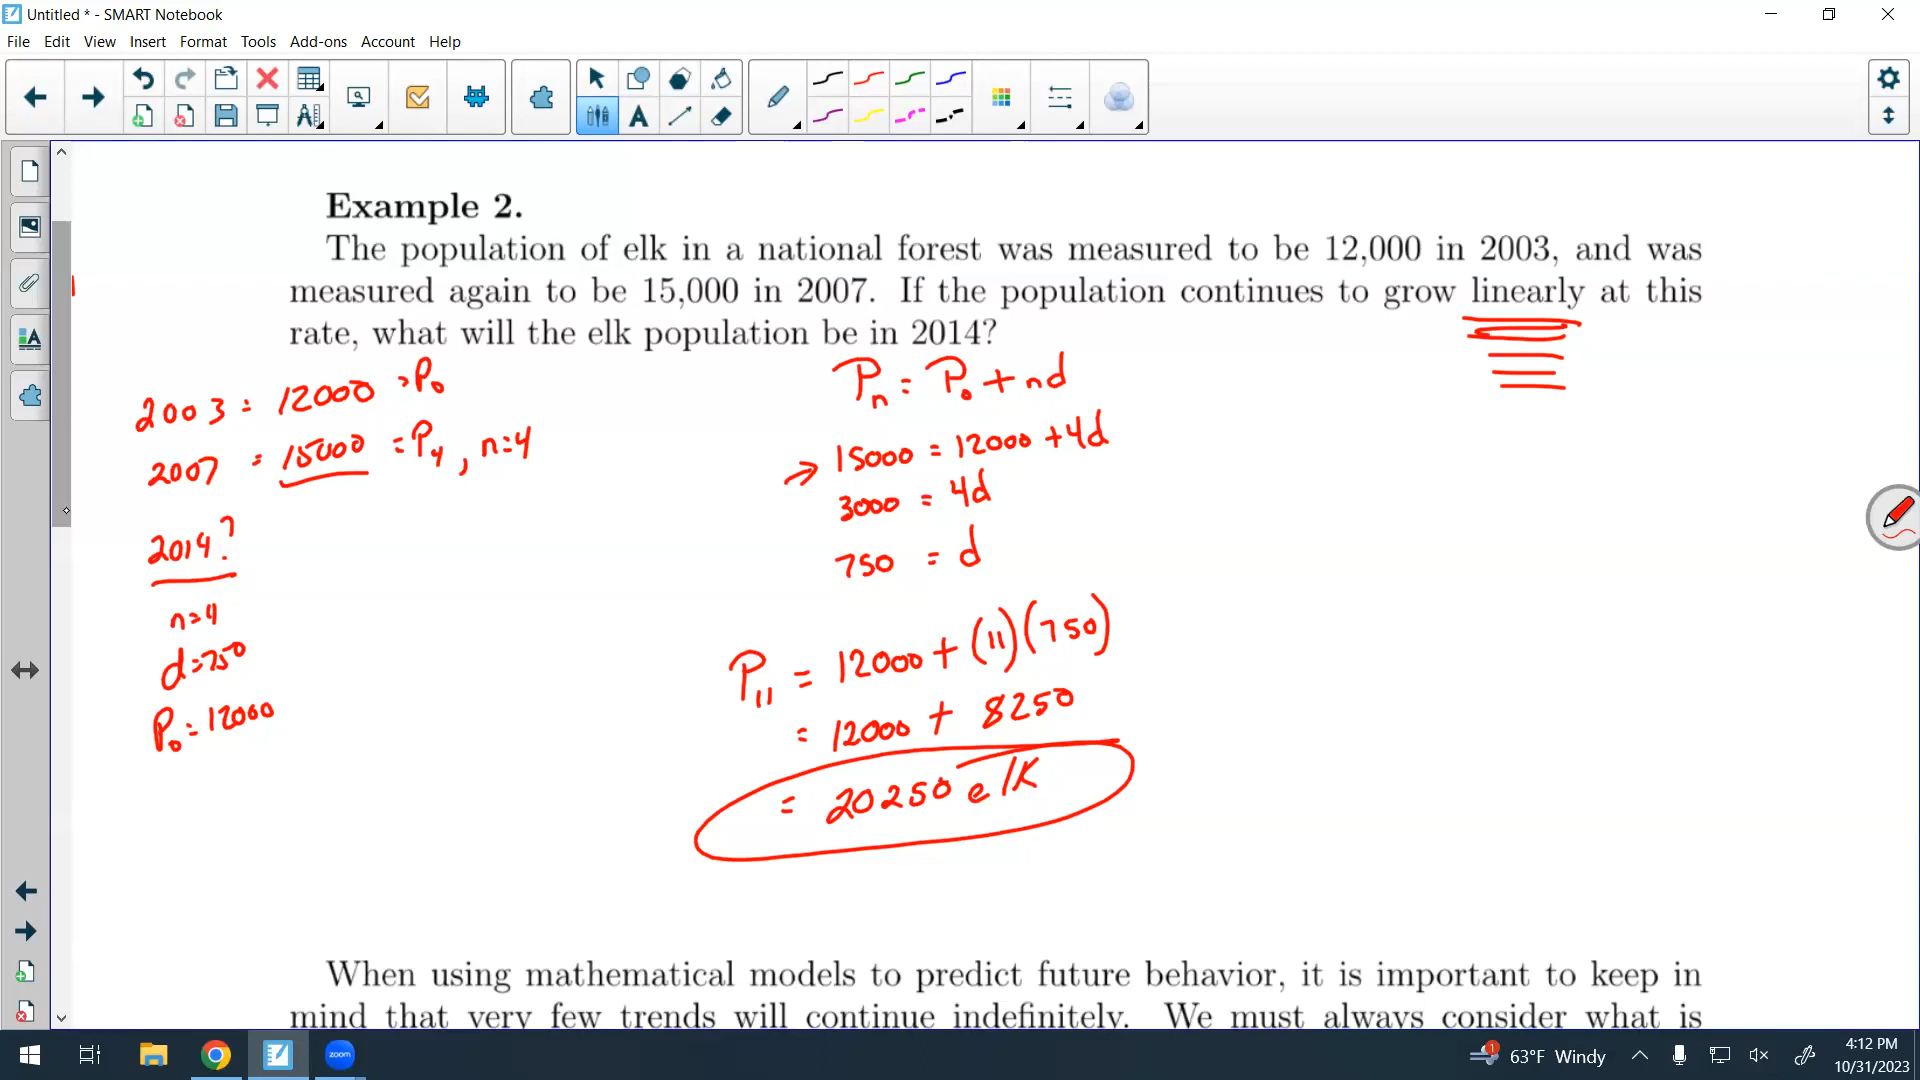 Untitled * - SMART Notebook
File Edit View Insert Format Tools Add-ons Account Help
Example 2.
The population of elk in a national forest was measured to be 12,000 in 2003, and was
measured again to be 15,000 in 2007. If the population continues to grow linearly at this
rate, what will the elk population be in 2014?
2003 = 12000 = P₀
2007 = 15000 = P₄, n=4
2014?
n=4
d=750
P₀ = 12000
Pₙ = P₀ + nd
→ 15000 = 12000 + 4d
3000 = 4d
750 = d
P₁₁ = 12000 + (11)(750)
= 12000 + 8250
= 20250 elk
When using mathematical models to predict future behavior, it is important to keep in
mind that very few trends will continue indefinitely. We must always consider what is
zoom
1
63°F Windy
4:12 PM
10/31/2023